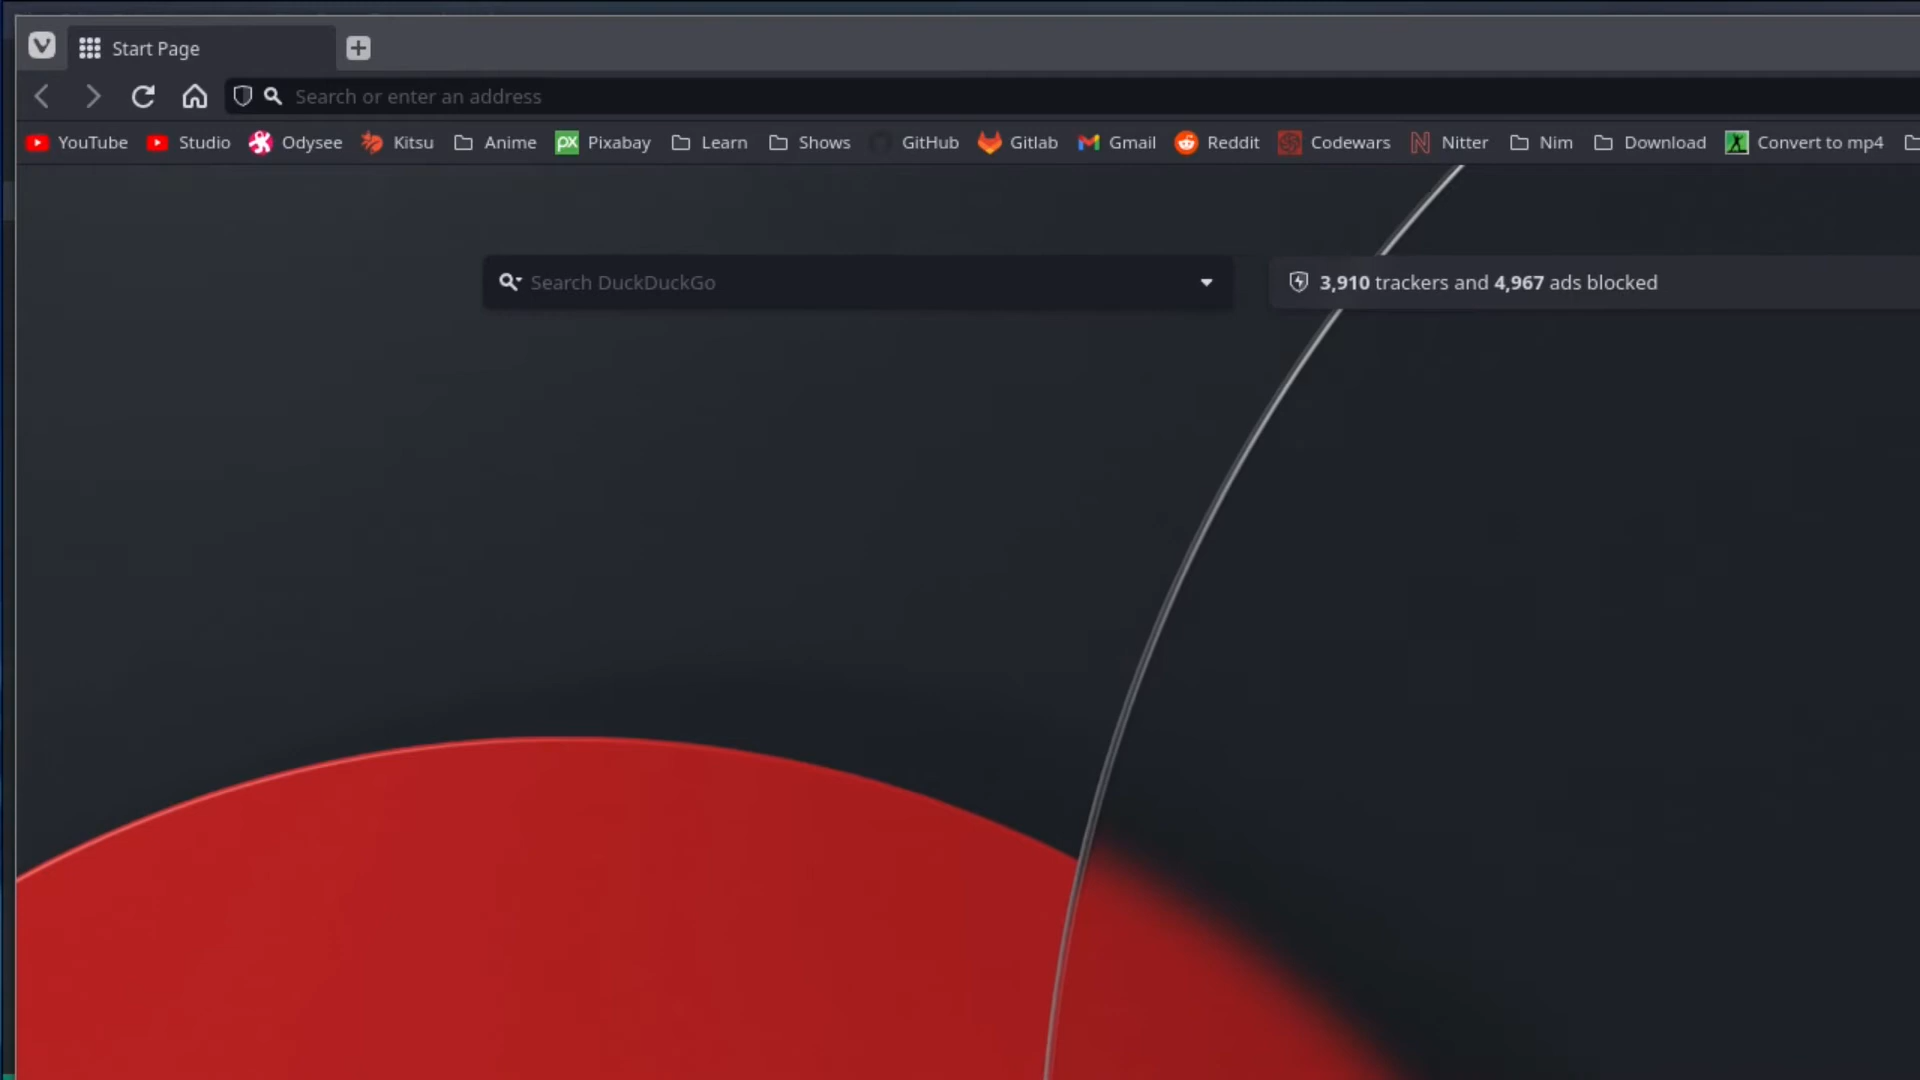 Start Page
Search or enter an address
YouTube Studio Odysee Kitsu Anime Pixabay Learn Shows GitHub Gitlab Gmail Reddit Codewars Nitter Nim Download Convert to mp4
Search DuckDuckGo
3,910 trackers and 4,967 ads blocked